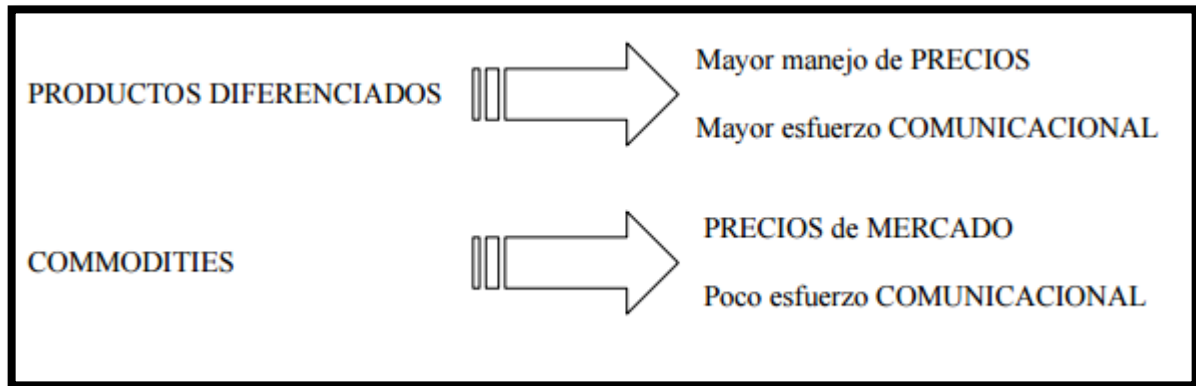 PRODUCTOS DIFERENCIADOS
Mayor manejo de PRECIOS
Mayor esfuerzo COMUNICACIONAL
COMMODITIES
PRECIOS de MERCADO
Poco esfuerzo COMUNICACIONAL